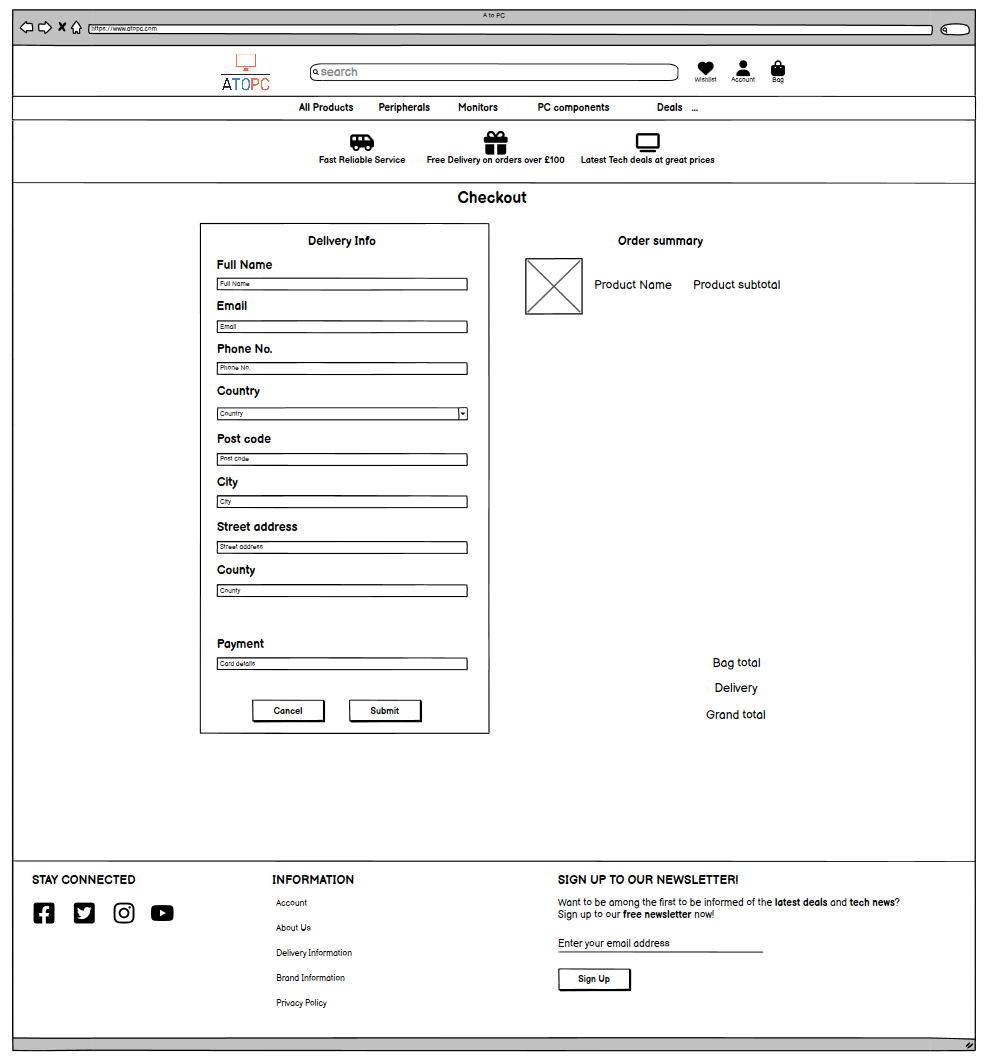 A to PC
https://www.atopc.com
ATOPC
search
Wishlist Account Bag
All Products Peripherals Monitors PC components Deals ...
Fast Reliable Service Free Delivery on orders over £100 Latest Tech deals at great prices
Checkout
Delivery Info
Full Name
Full Name
Email
Email
Phone No.
Phone No.
Country
Country
Post code
Post code
City
City
Street address
Street address
County
County
Payment
Card details
Cancel Submit
Order summary
Product Name Product subtotal
Bag total
Delivery
Grand total
STAY CONNECTED
INFORMATION
Account
About Us
Delivery Information
Brand Information
Privacy Policy
SIGN UP TO OUR NEWSLETTER!
Want to be among the first to be informed of the latest deals and tech news?
Sign up to our free newsletter now!
Enter your email address
Sign Up